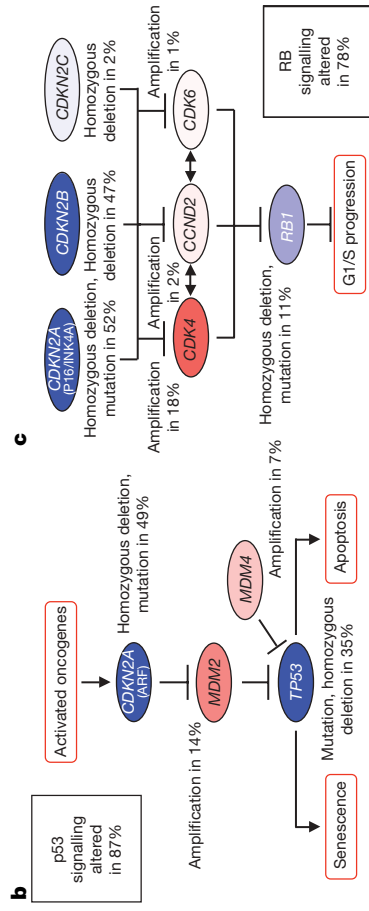 b
p53
signalling
altered
in 87%
Activated oncogenes
CDKN2A
(ARF)
Homozygous deletion,
mutation in 49%
MDM2
Amplification in 14%
MDM4
Amplification in 7%
TP53
Mutation, homozygous
deletion in 35%
Senescence
Apoptosis
c
CDKN2A
(P16/INK4A)
Homozygous deletion,
mutation in 52%
CDKN2B
Homozygous
deletion in 47%
CDKN2C
Homozygous
deletion in 2%
Amplification
in 18%
CDK4
Amplification
in 2%
CCND2
Amplification
in 1%
CDK6
RB1
Homozygous deletion,
mutation in 11%
G1/S progression
RB
signalling
altered
in 78%